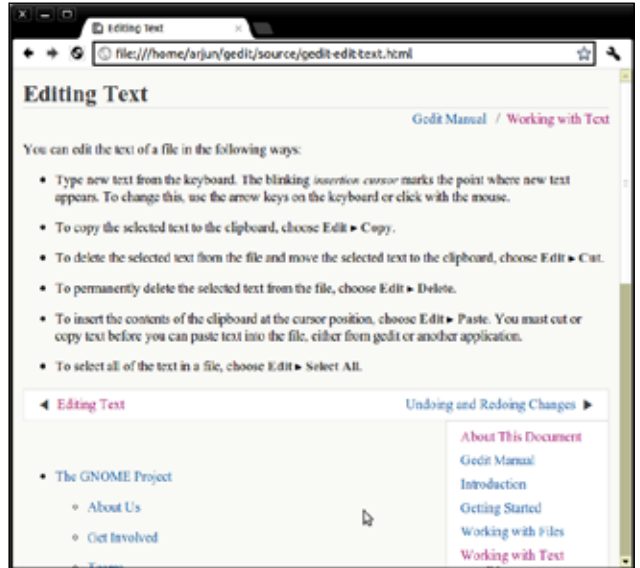 Editing Text
file:///home/arjun/gedit/source/gedit-edit-text.html
Editing Text
Gedit Manual / Working with Text
You can edit the text of a file in the following ways:
• Type new text from the keyboard. The blinking insertion cursor marks the point where new text
appears. To change this, use the arrow keys on the keyboard or click with the mouse.
• To copy the selected text to the clipboard, choose Edit ▸ Copy.
• To delete the selected text from the file and move the selected text to the clipboard, choose Edit ▸ Cut.
• To permanently delete the selected text from the file, choose Edit ▸ Delete.
• To insert the contents of the clipboard at the cursor position, choose Edit ▸ Paste. You must cut or
copy text before you can paste text into the file, either from gedit or another application.
• To select all of the text in a file, choose Edit ▸ Select All.
◀ Editing Text
Undoing and Redoing Changes ▶
• The GNOME Project
◦ About Us
◦ Get Involved
About This Document
Gedit Manual
Introduction
Getting Started
Working with Files
Working with Text